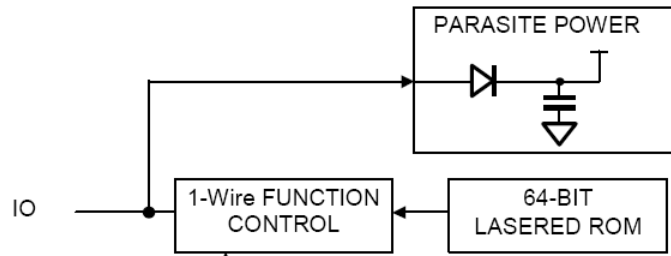 PARASITE POWER
IO
1-Wire FUNCTION
CONTROL
64-BIT
LASERED ROM